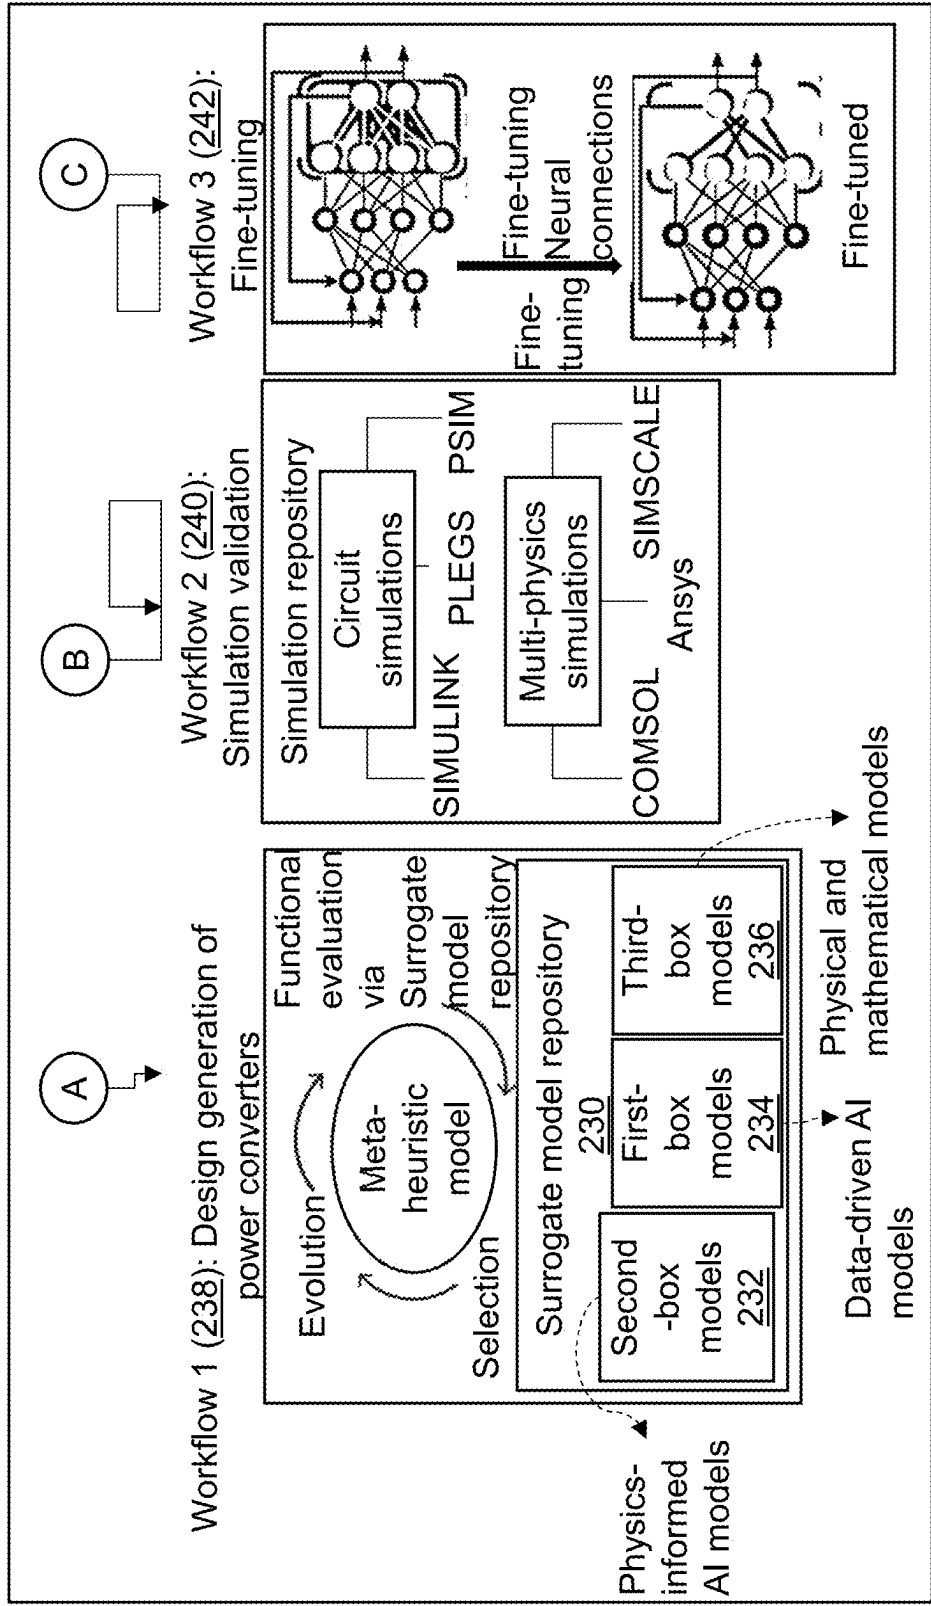 A
Workflow 1 (238): Design generation of
power converters
Evolution
Functional
evaluation
via
Surrogate
model
repository
Meta-
heuristic
model
Selection
Surrogate model repository
230
Second
-box
models
232
First-
box
models
234
Third-
box
models
236
Physics-
informed
AI models
Data-driven AI
models
Physical and
mathematical models
B
Workflow 2 (240):
Simulation validation
Simulation repository
Circuit
simulations
SIMULINK
PLEGS
PSIM
Multi-physics
simulations
COMSOL
Ansys
SIMSCALE
C
Workflow 3 (242):
Fine-tuning
Fine-
tuning
Fine-tuning
Neural
connections
Fine-tuned